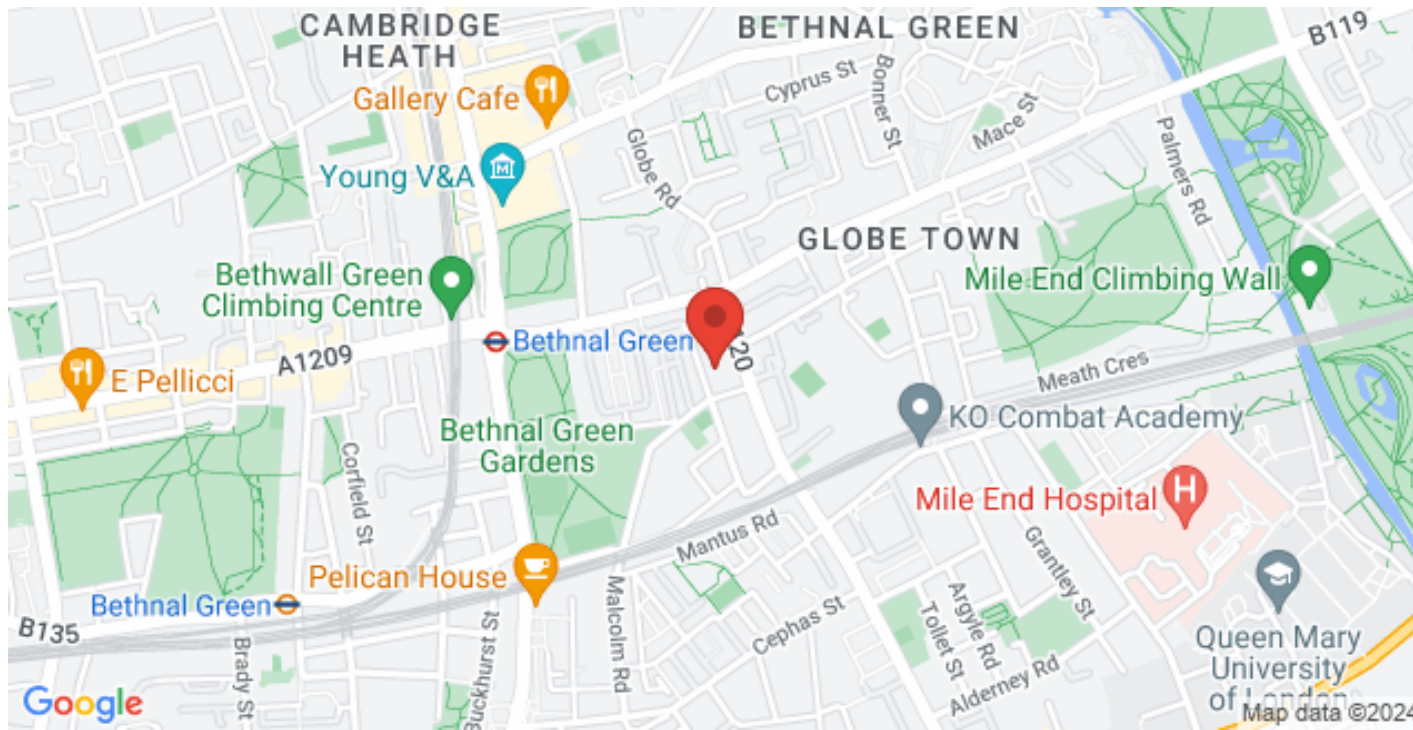 CAMBRIDGE
HEATH
BETHNAL GREEN
B119
Gallery Cafe
Cyprus St
Bonner St
Mace St
Palmers Rd
Globe Rd
Young V&A
GLOBE TOWN
Bethwall Green
Climbing Centre
Mile End Climbing Wall
Bethnal Green
A1209
E Pellicci
Meath Cres
KO Combat Academy
Bethnal Green
Gardens
Corfield St
Mile End Hospital
Mantus Rd
Grantley St
Pelican House
Bethnal Green
B135
Malcolm Rd
Cephas St
Argyle Rd
Tollet St
Alderney Rd
Brady St
Buckhurst St
Queen Mary
University
of London
Google
Map data ©2024